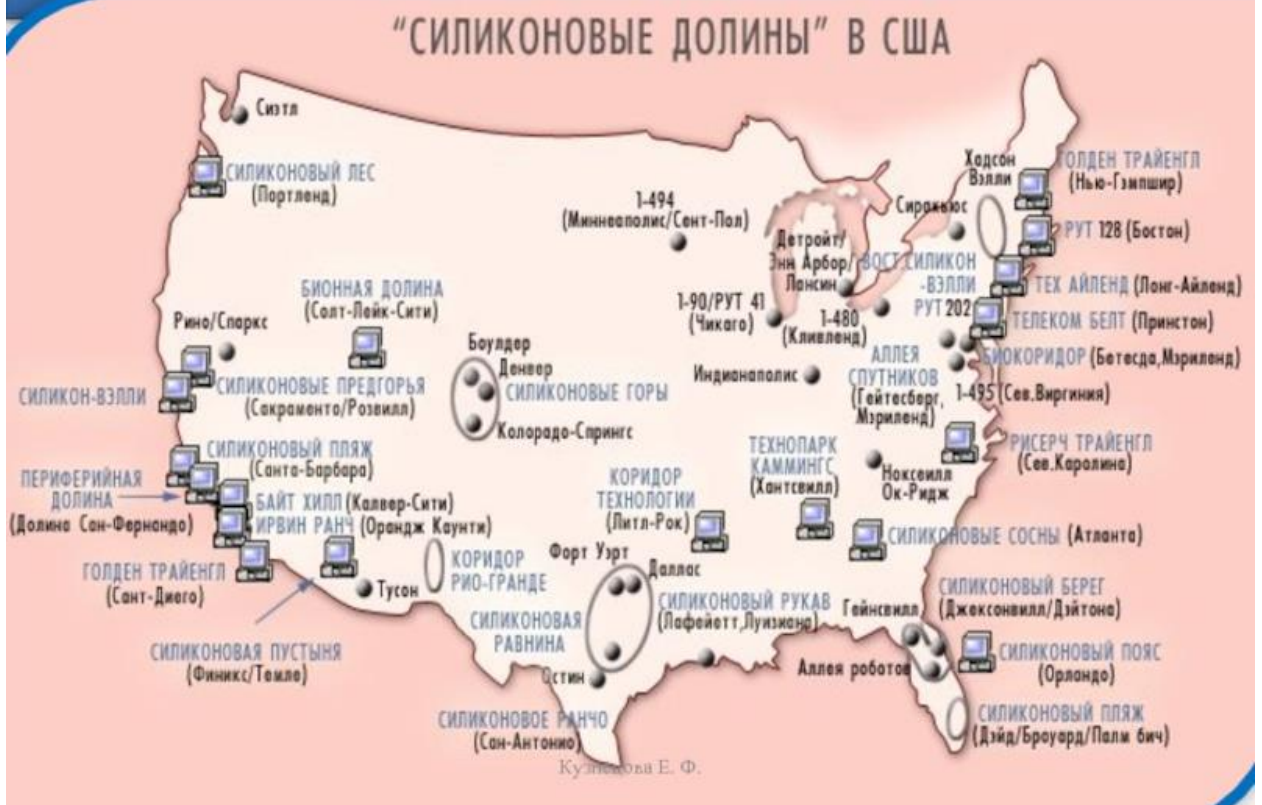 "СИЛИКОНОВЫЕ ДОЛИНЫ" В США
Сиэтл
СИЛИКОНОВЫЙ ЛЕС
(Портленд)
1-494
(Миннеаполис/Сент-Пол)
Хадсон
Вэлли
ГОЛДЕН ТРАЙЕНГЛ
(Нью-Гэмпшир)
Сиракьюс
РУТ 128 (Бостон)
Детройт/
Энн Арбор/
Лансин
ВОСТ.СИЛИКОН
-ВЭЛЛИ
РУТ 202
ТЕХ АЙЛЕНД (Лонг-Айленд)
ТЕЛЕКОМ БЕЛТ (Принстон)
БИОКОРИДОР (Бетесда,Мэриленд)
1-495 (Сев.Виргиния)
БИОННАЯ ДОЛИНА
(Солт-Лейк-Сити)
1-90/РУТ 41
(Чикаго)
1-480
(Кливленд)
Рино/Спаркс
Боулдер
Денвер
СИЛИКОНОВЫЕ ГОРЫ
Колорадо-Спрингс
Индианаполис
АЛЛЕЯ
СПУТНИКОВ
(Гейтесберг,
Мэриленд)
СИЛИКОН-ВЭЛЛИ
СИЛИКОНОВЫЕ ПРЕДГОРЬЯ
(Сакраменто/Розвилл)
СИЛИКОНОВЫЙ ПЛЯЖ
(Санта-Барбара)
ПЕРИФЕРИЙНАЯ
ДОЛИНА
(Долина Сан-Фернандо)
БАЙТ ХИЛЛ (Калвер-Сити)
ИРВИН РАНЧ (Орандж Каунти)
КОРИДОР
ТЕХНОЛОГИИ
(Литл-Рок)
ТЕХНОПАРК
КАММИНГС
(Хантсвилл)
Ноксвилл
Ок-Ридж
РИСЕРЧ ТРАЙЕНГЛ
(Сев.Каролина)
СИЛИКОНОВЫЕ СОСНЫ (Атланта)
ГОЛДЕН ТРАЙЕНГЛ
(Сант-Диего)
Тусон
КОРИДОР
РИО-ГРАНДЕ
Форт Уэрт
Даллас
СИЛИКОНОВАЯ
РАВНИНА
СИЛИКОНОВЫЙ РУКАВ
(Лафейетт,Луизиана)
Гейнсвилл
СИЛИКОНОВЫЙ БЕРЕГ
(Джексонвилл/Дэйтона)
СИЛИКОНОВАЯ ПУСТЫНЯ
(Финикс/Темпе)
Остин
Аллея роботов
СИЛИКОНОВЫЙ ПОЯС
(Орландо)
СИЛИКОНОВОЕ РАНЧО
(Сан-Антонио)
СИЛИКОНОВЫЙ ПЛЯЖ
(Дэйд/Броуард/Палм бич)
Кузнецова Е. Ф.